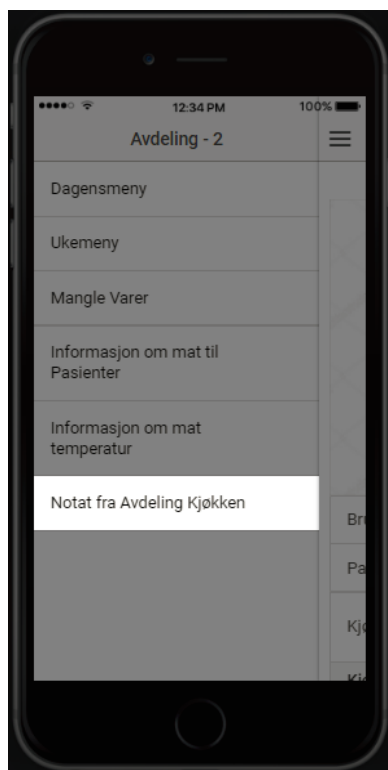 12:34 PM
100%
Avdeling - 2
Dagensmeny
Ukemeny
Mangle Varer
Informasjon om mat til
Pasienter
Informasjon om mat
temperatur
Notat fra Avdeling Kjøkken